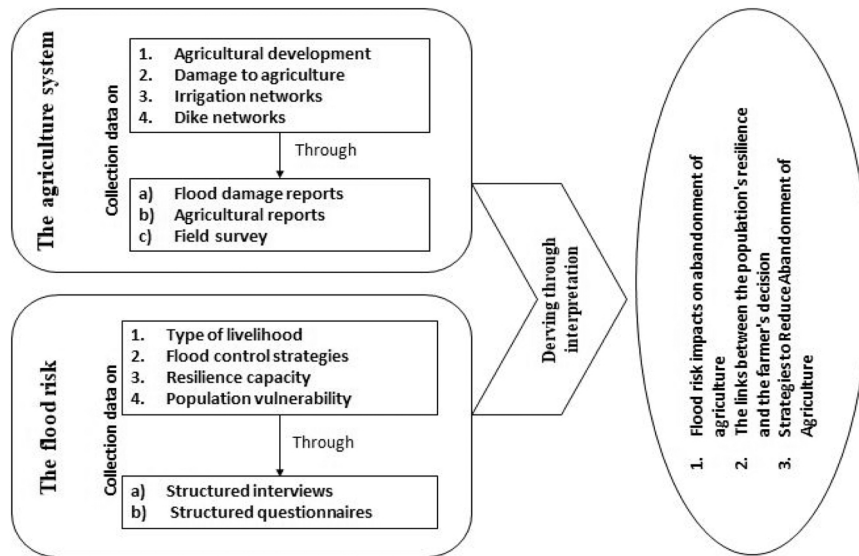 The agriculture system
Collection data on
1. Agricultural development
2. Damage to agriculture
3. Irrigation networks
4. Dike networks
Through
a) Flood damage reports
b) Agricultural reports
c) Field survey
The flood risk
Collection data on
1. Type of livelihood
2. Flood control strategies
3. Resilience capacity
4. Population vulnerability
Through
a) Structured interviews
b) Structured questionnaires
Derving through
interpretation
1. Flood risk impacts on abandonment of
agriculture
2. The links between the population's resilience
and the farmer's decision
3. Strategies to Reduce Abandonment of
Agriculture